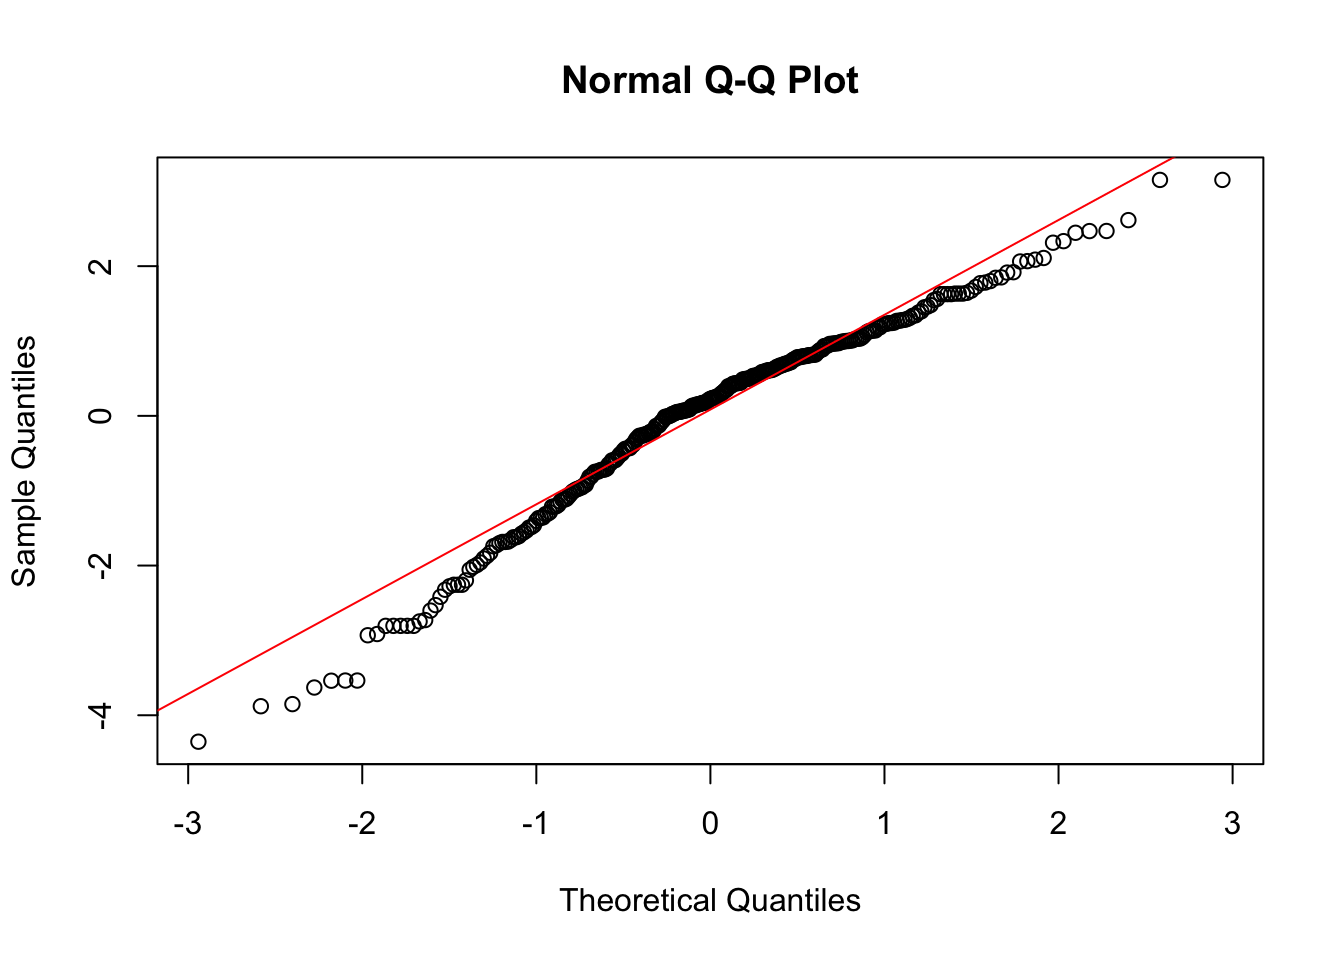 Normal Q-Q Plot
Sample Quantiles
2
0
-2
-4
-3 -2 -1 0 1 2 3
Theoretical Quantiles